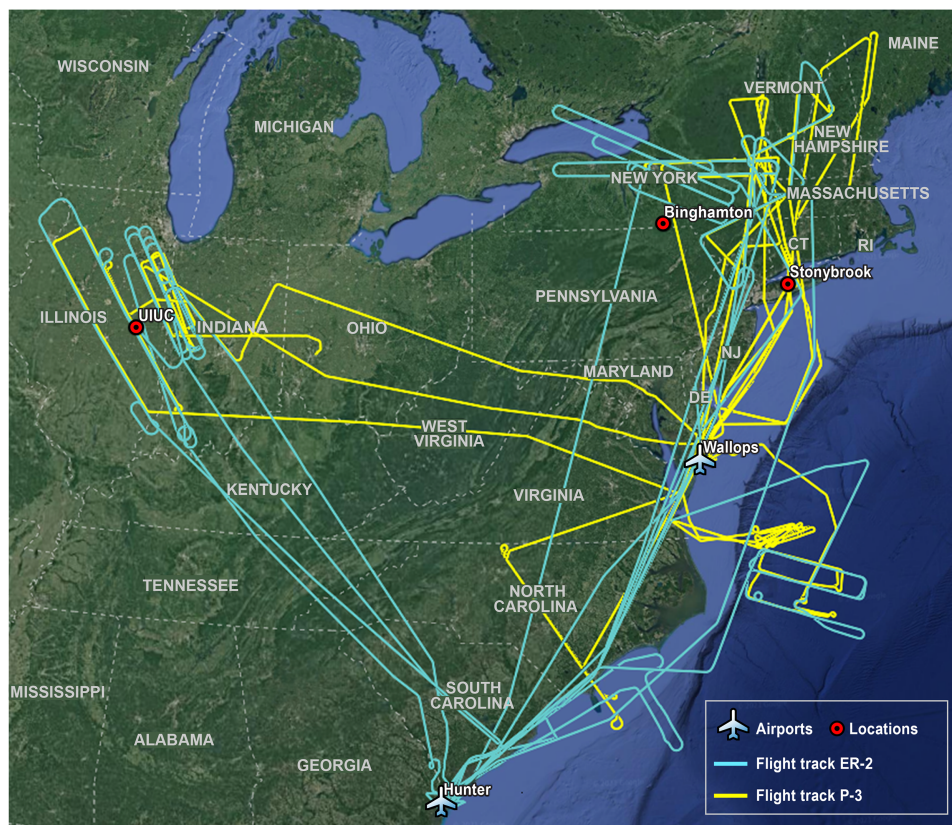 MAINE
WISCONSIN
VERMONT
MICHIGAN
NEW
HAMPSHIRE
NEW YORK
MASSACHUSETTS
Binghamton
CT
RI
Stonybrook
PENNSYLVANIA
ILLINOIS
UIUC
INDIANA
OHIO
NJ
MARYLAND
DE
WEST
VIRGINIA
Wallops
KENTUCKY
VIRGINIA
TENNESSEE
NORTH
CAROLINA
MISSISSIPPI
SOUTH
CAROLINA
ALABAMA
GEORGIA
Hunter
Airports
Locations
Flight track ER-2
Flight track P-3